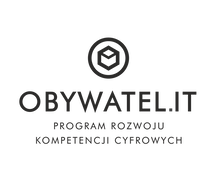 OBYWATEL.IT
PROGRAM ROZWOJU
KOMPETENCJI CYFROWYCH